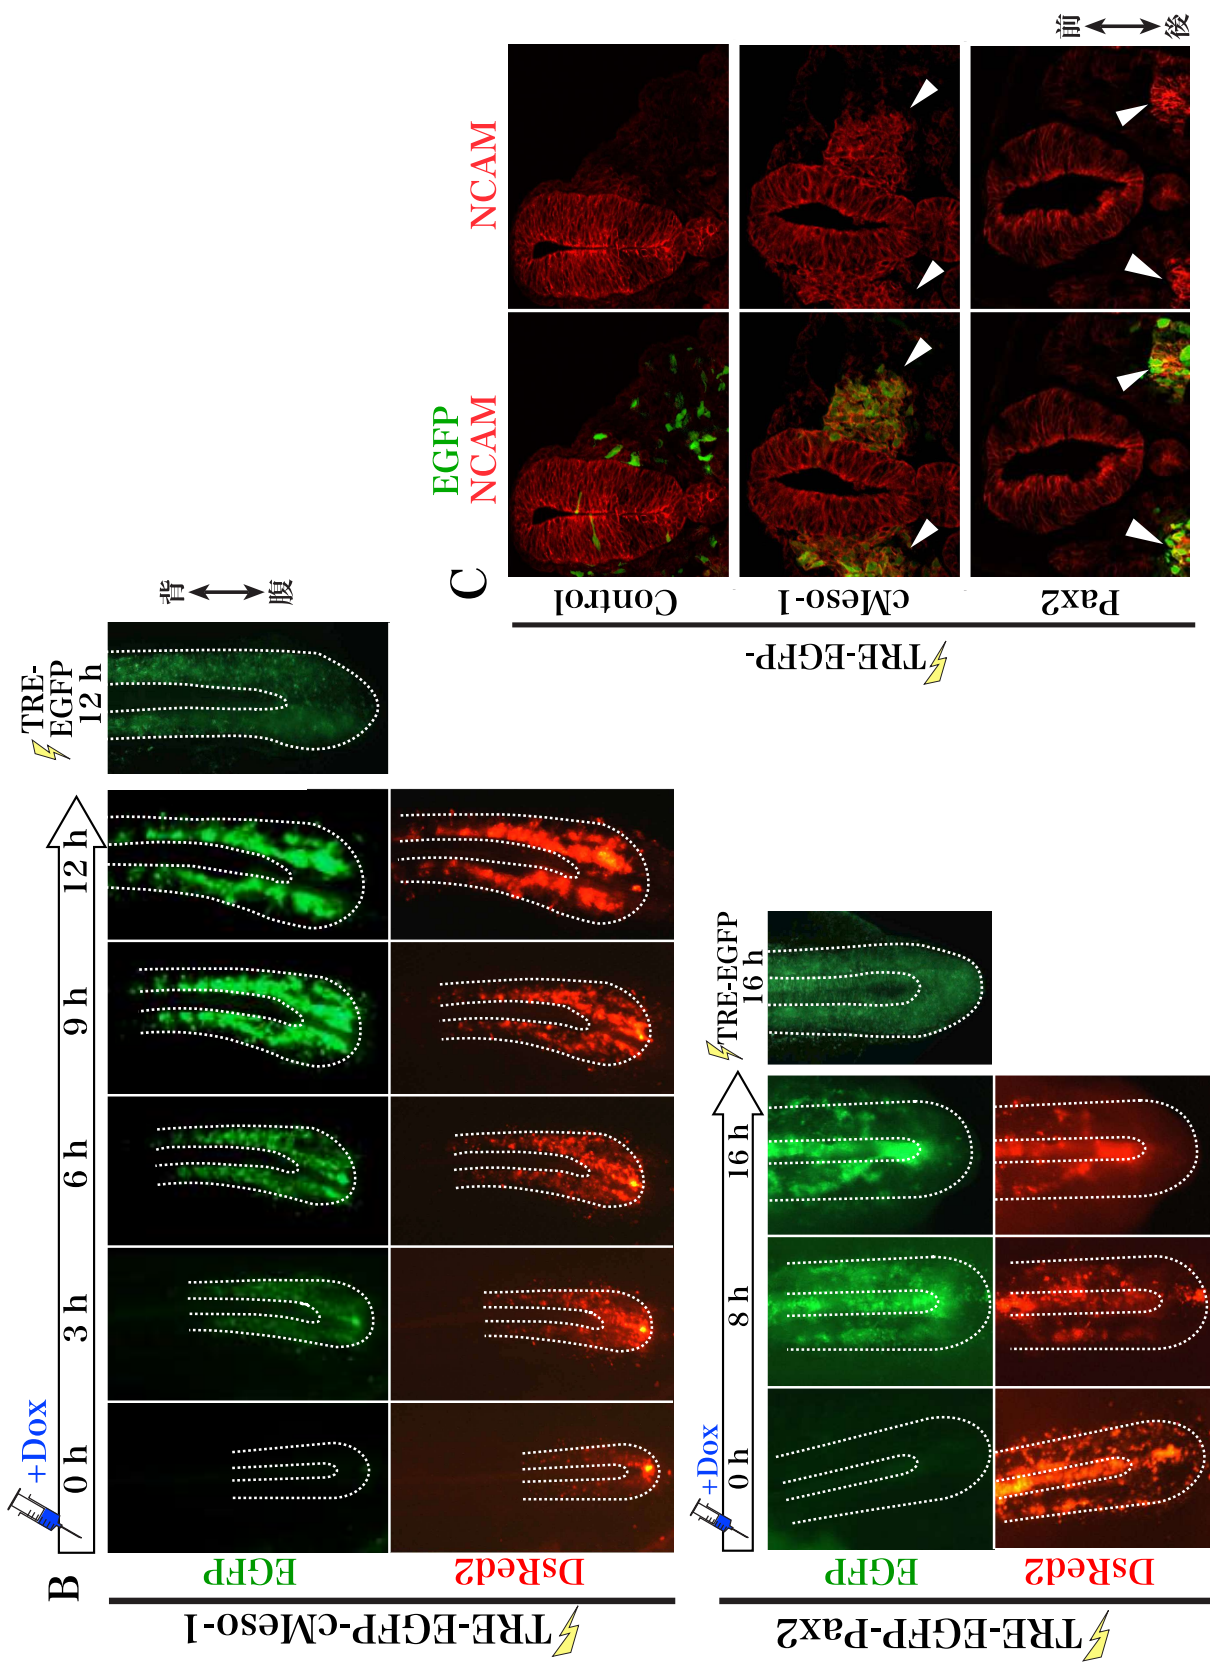 B
+Dox
0 h
3 h
6 h
9 h
12 h
TRE-
EGFP
12 h
EGFP
DsRed2
TRE-EGFP-cMeso-1
背
腹
+Dox
0 h
8 h
16 h
TRE-EGFP
16 h
EGFP
DsRed2
TRE-EGFP-Pax2
C
EGFP
NCAM
NCAM
Control
cMeso-1
Pax2
TRE-EGFP-
前
後